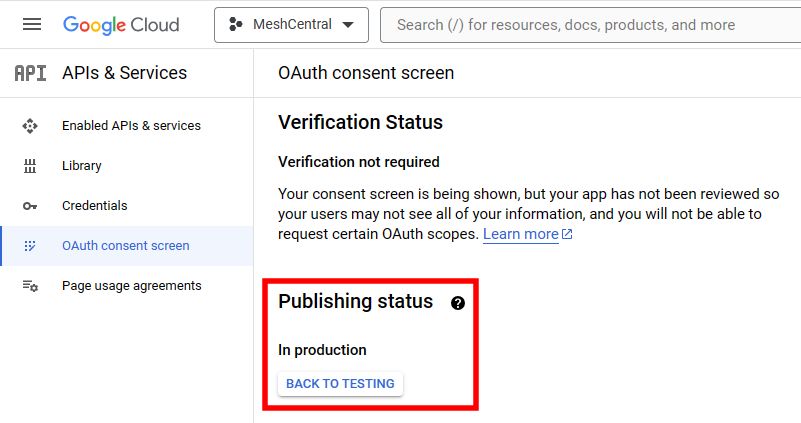 Google Cloud
MeshCentral
Search (/) for resources, docs, products, and more
API
APIs & Services
OAuth consent screen
Enabled APIs & services
Library
Credentials
OAuth consent screen
Page usage agreements
Verification Status
Verification not required
Your consent screen is being shown, but your app has not been reviewed so
your users may not see all of your information, and you will not be able to
request certain OAuth scopes. Learn more
Publishing status ?
In production
BACK TO TESTING